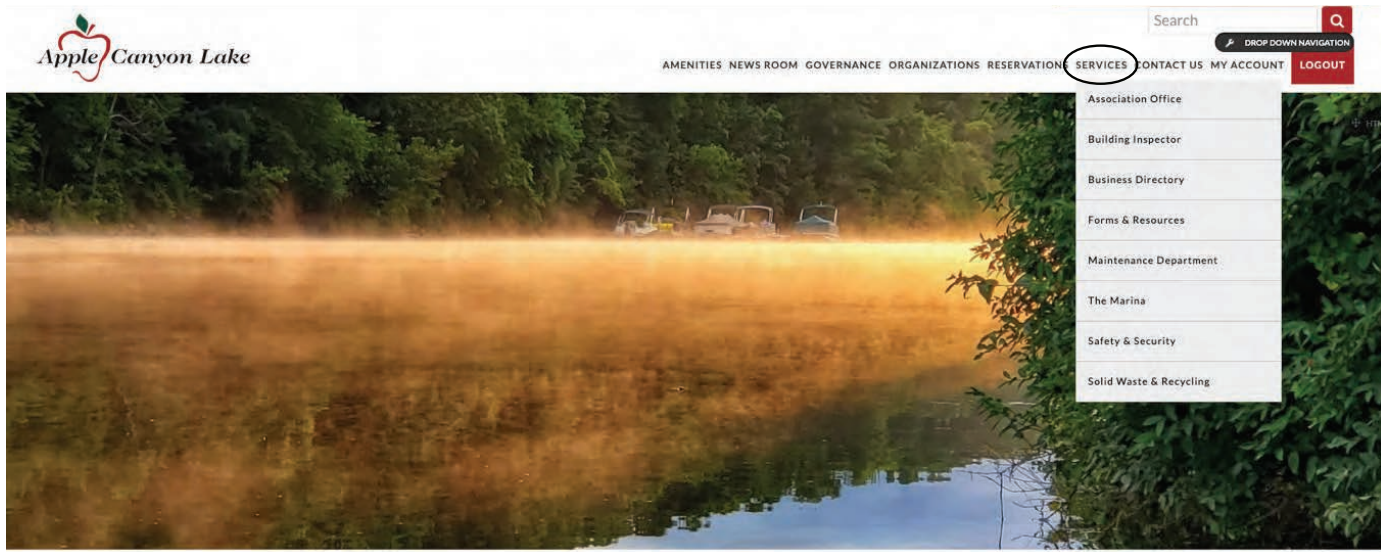 Search
DROP DOWN NAVIGATION
Apple Canyon Lake
AMENITIES NEWS ROOM GOVERNANCE ORGANIZATIONS RESERVATIONS SERVICES CONTACT US MY ACCOUNT LOGOUT
Association Office
Building Inspector
Business Directory
Forms & Resources
Maintenance Department
The Marina
Safety & Security
Solid Waste & Recycling